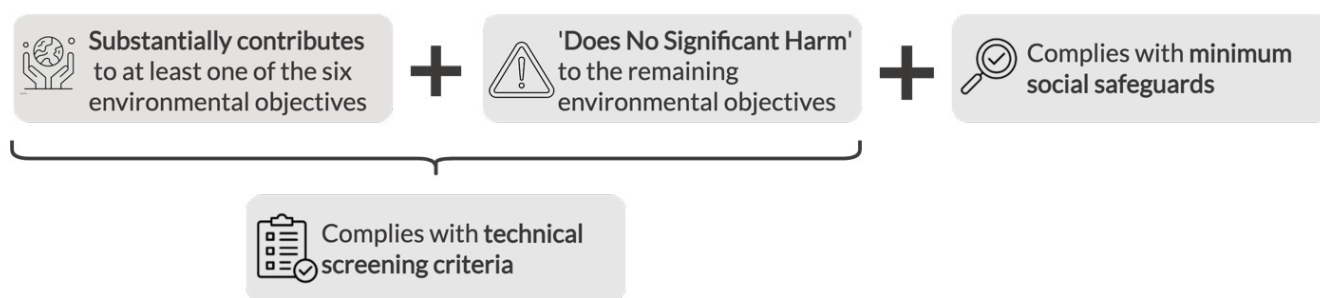 Substantially contributes
to at least one of the six
environmental objectives
'Does No Significant Harm'
to the remaining
environmental objectives
Complies with minimum
social safeguards
Complies with technical
screening criteria